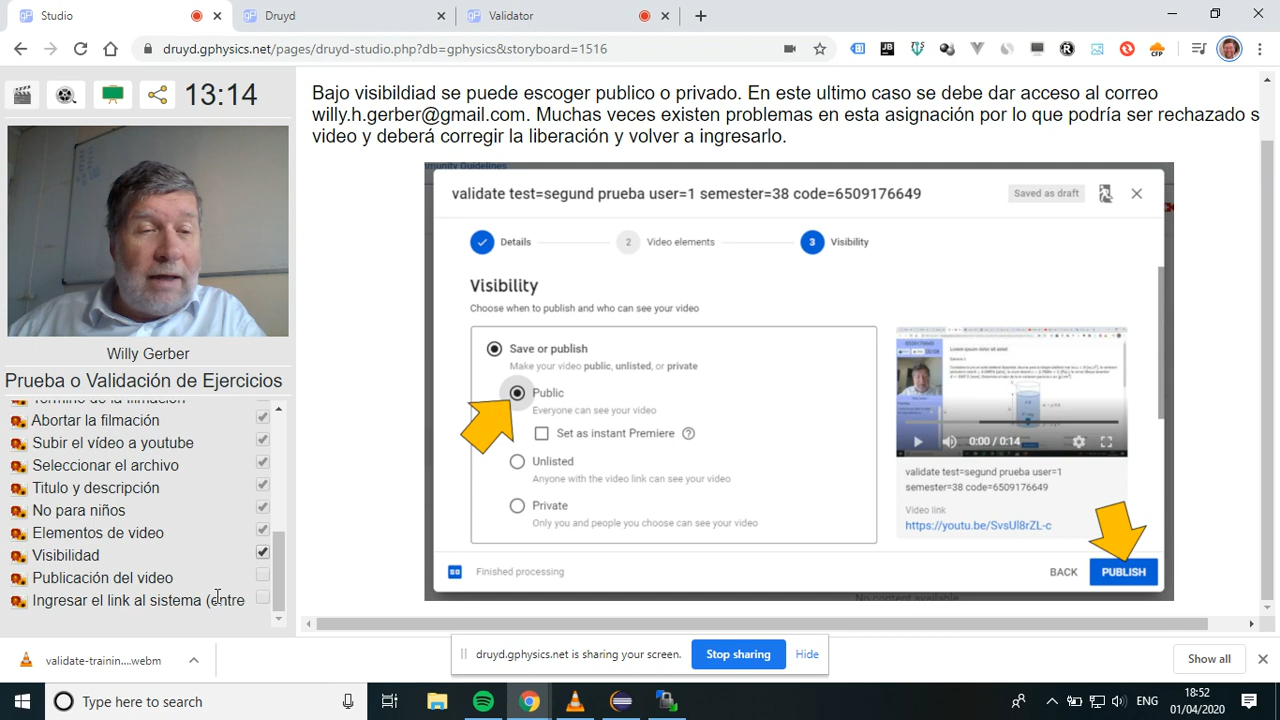 Studio
Druyd
Validator
druyd.gphysics.net/pages/druyd-studio.php?db=gphysics&storyboard=1516
13:14
Willy Gerber
Prueba o Validación de Ejercicios
Termino de la filmación
Abortar la filmación
Subir el vídeo a youtube
Seleccionar el archivo
Titulo y descripción
No para niños
Elementos de video
Visibilidad
Publicación del video
Ingresar el link al sistema (entre
Bajo visibildiad se puede escoger publico o privado. En este ultimo caso se debe dar acceso al correo
willy.h.gerber@gmail.com. Muchas veces existen problemas en esta asignación por lo que podría ser rechazado s
video y deberá corregir la liberación y volver a ingresarlo.
mmunity Guidelines
validate test=segund prueba user=1 semester=38 code=6509176649
Saved as draft
Details
2 Video elements
3 Visibility
Visibility
Choose when to publish and who can see your video
Save or publish
Make your video public, unlisted, or private
Public
Everyone can see your video
Set as instant Premiere ?
Unlisted
Anyone with the video link can see your video
Private
Only you and people you choose can see your video
0:00 / 0:14
validate test=segund prueba user=1
semester=38 code=6509176649
Video link
https://youtu.be/SvsUl8rZL-c
SD Finished processing
BACK
PUBLISH
No content available
druyd.gphysics.net is sharing your screen.
Stop sharing
Hide
validate-trainin....webm
Show all
Type here to search
ENG
18:52
01/04/2020